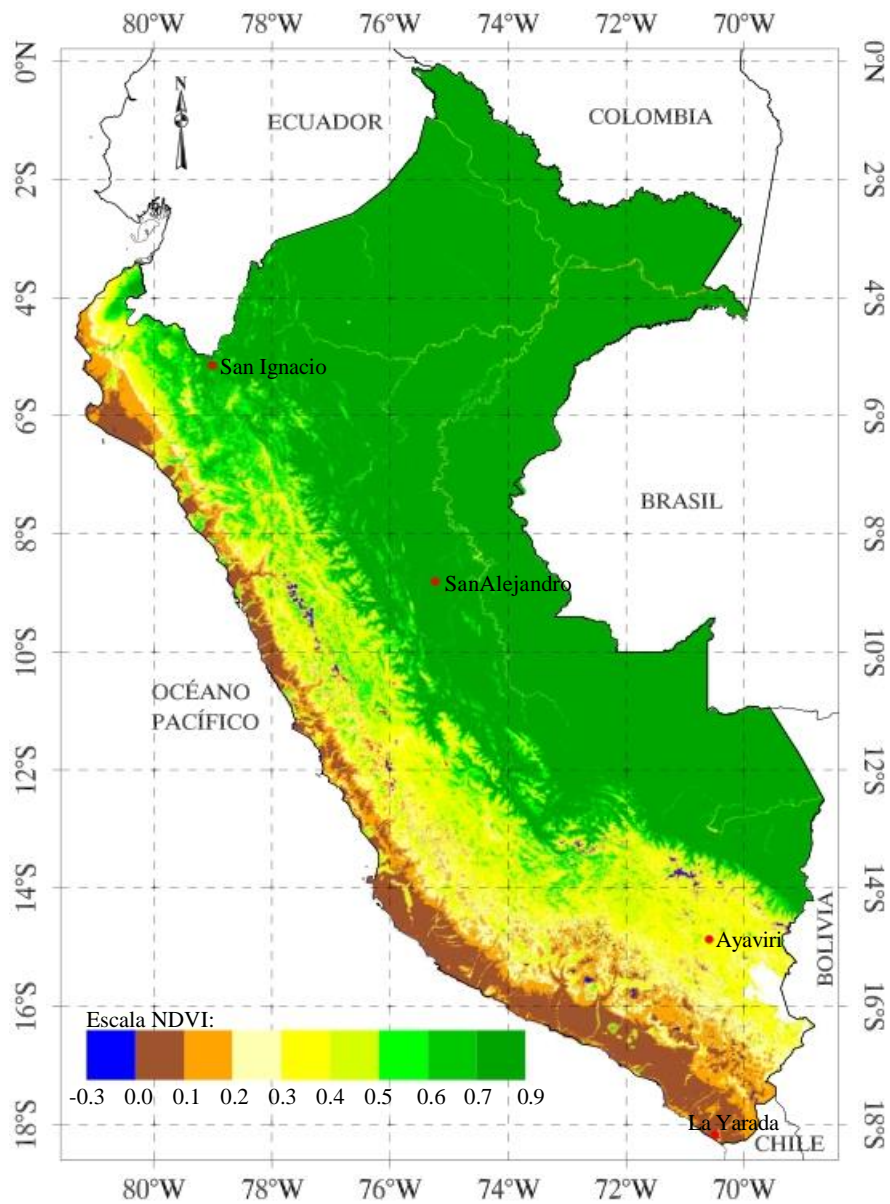 80°W 78°W 76°W 74°W 72°W 70°W
0°N 0°N
N
ECUADOR
COLOMBIA
2°S 2°S
4°S 4°S
San Ignacio
6°S 6°S
BRASIL
8°S 8°S
SanAlejandro
10°S 10°S
OCÉANO
PACÍFICO
12°S 12°S
14°S 14°S
Ayaviri
BOLIVIA
16°S 16°S
Escala NDVI:
-0.3 0.0 0.1 0.2 0.3 0.4 0.5 0.6 0.7 0.9
La Yarada
18°S 18°S
CHILE
80°W 78°W 76°W 74°W 72°W 70°W